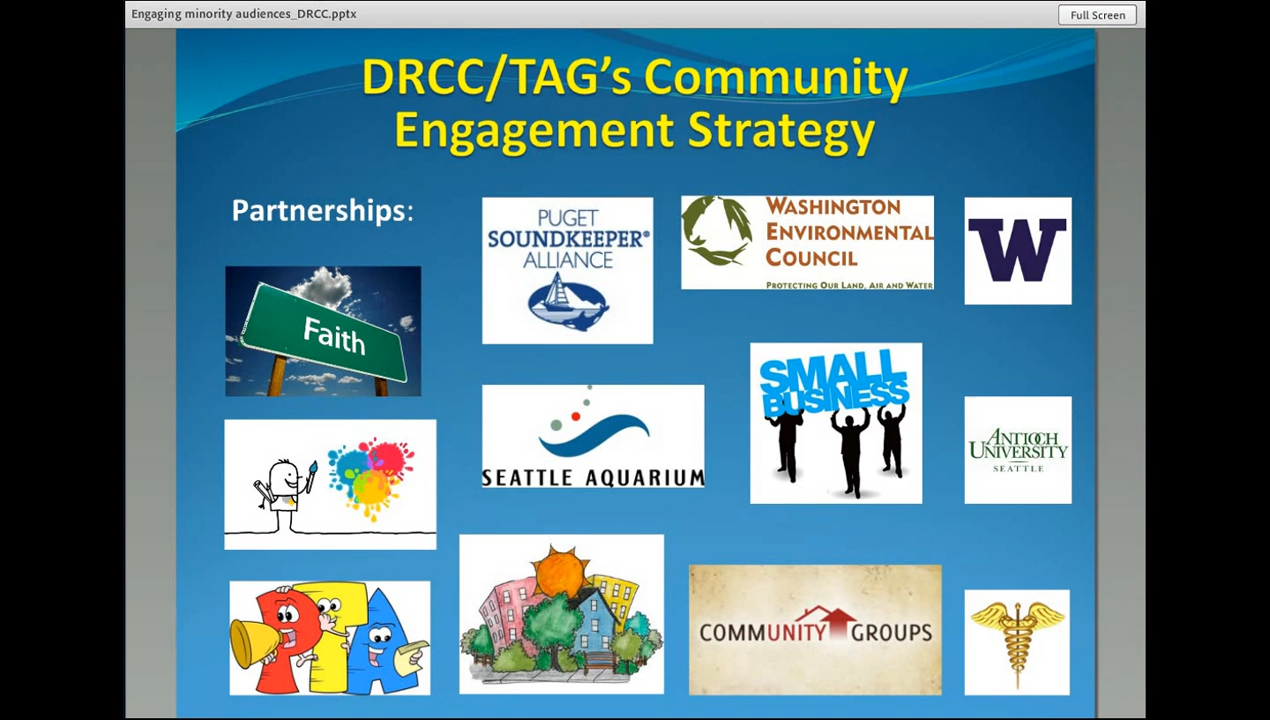 Engaging minority audiences_DRCC.pptx
Full Screen
DRCC/TAG's Community
Engagement Strategy
Partnerships:
Faith
PUGET
SOUNDKEEPER®
ALLIANCE
WASHINGTON
ENVIRONMENTAL
COUNCIL
PROTECTING OUR LAND, AIR AND WATER
W
SEATTLE AQUARIUM
SMALL
BUSINESS
ANTIOCH
UNIVERSITY
SEATTLE
PTA
COMMUNITY GROUPS